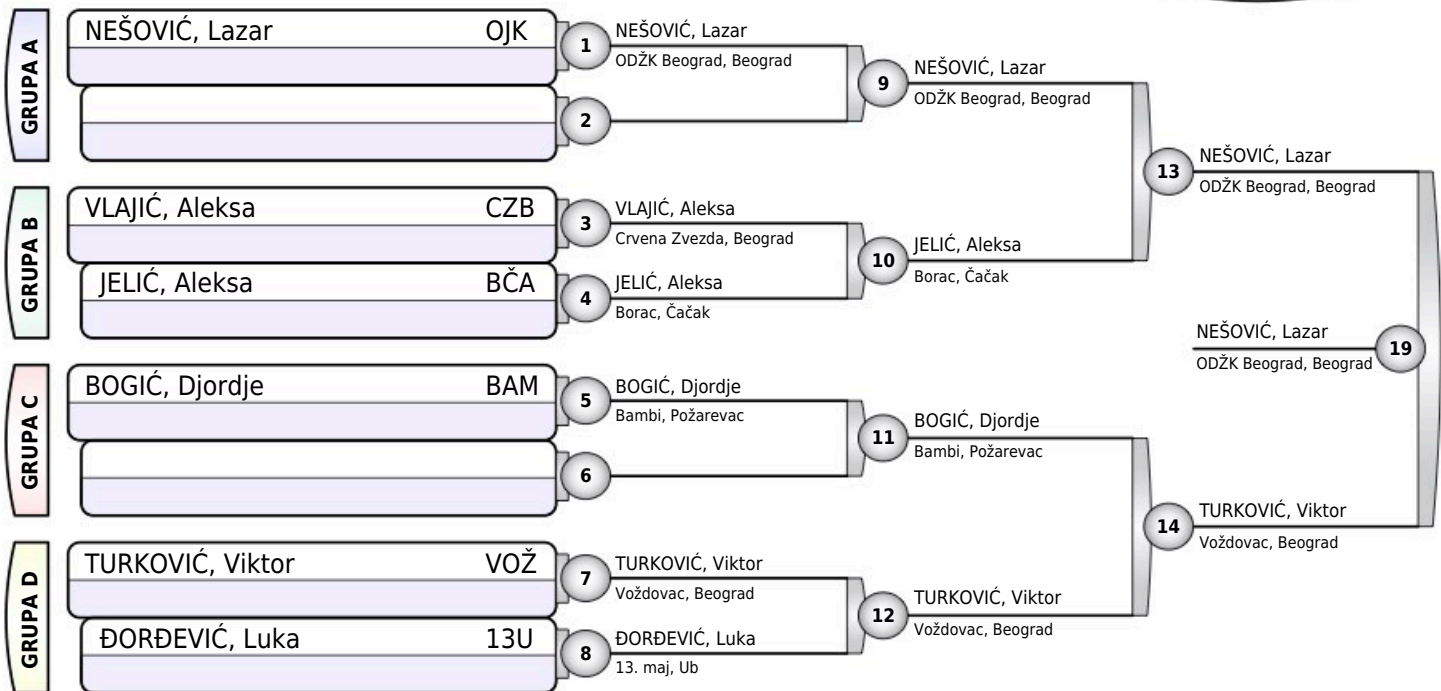 GRUPA A
NEŠOVIĆ, Lazar OJK
1
NEŠOVIĆ, Lazar
ODŽK Beograd, Beograd
2
9
NEŠOVIĆ, Lazar
ODŽK Beograd, Beograd
GRUPA B
VLAJIĆ, Aleksa CZB
3
VLAJIĆ, Aleksa
Crvena Zvezda, Beograd
JELIĆ, Aleksa BČA
4
JELIĆ, Aleksa
Borac, Čačak
10
JELIĆ, Aleksa
Borac, Čačak
13
NEŠOVIĆ, Lazar
ODŽK Beograd, Beograd
GRUPA C
BOGIĆ, Djordje BAM
5
BOGIĆ, Djordje
Bambi, Požarevac
6
11
BOGIĆ, Djordje
Bambi, Požarevac
GRUPA D
TURKOVIĆ, Viktor VOŽ
7
TURKOVIĆ, Viktor
Voždovac, Beograd
ĐORĐEVIĆ, Luka 13U
8
ĐORĐEVIĆ, Luka
13. maj, Ub
12
TURKOVIĆ, Viktor
Voždovac, Beograd
14
TURKOVIĆ, Viktor
Voždovac, Beograd
NEŠOVIĆ, Lazar
ODŽK Beograd, Beograd
19